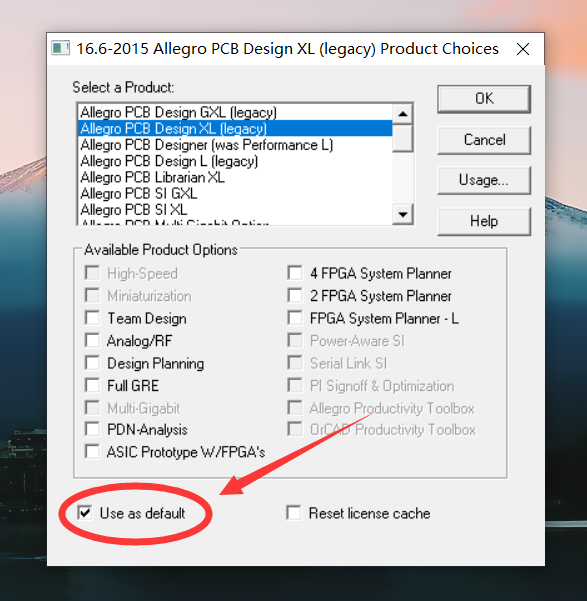 16.6-2015 Allegro PCB Design XL (legacy) Product Choices
Select a Product:
Allegro PCB Design GXL (legacy)
Allegro PCB Design XL (legacy)
Allegro PCB Designer (was Performance L)
Allegro PCB Design L (legacy)
Allegro PCB Librarian XL
Allegro PCB SI GXL
Allegro PCB SI XL
Allegro PCB Multi-Gigabit Option
OK
Cancel
Usage...
Help
Available Product Options
High-Speed
Miniaturization
Team Design
Analog/RF
Design Planning
Full GRE
Multi-Gigabit
PDN-Analysis
ASIC Prototype W/FPGA's
4 FPGA System Planner
2 FPGA System Planner
FPGA System Planner - L
Power-Aware SI
Serial Link SI
PI Signoff & Optimization
Allegro Productivity Toolbox
OrCAD Productivity Toolbox
Use as default
Reset license cache